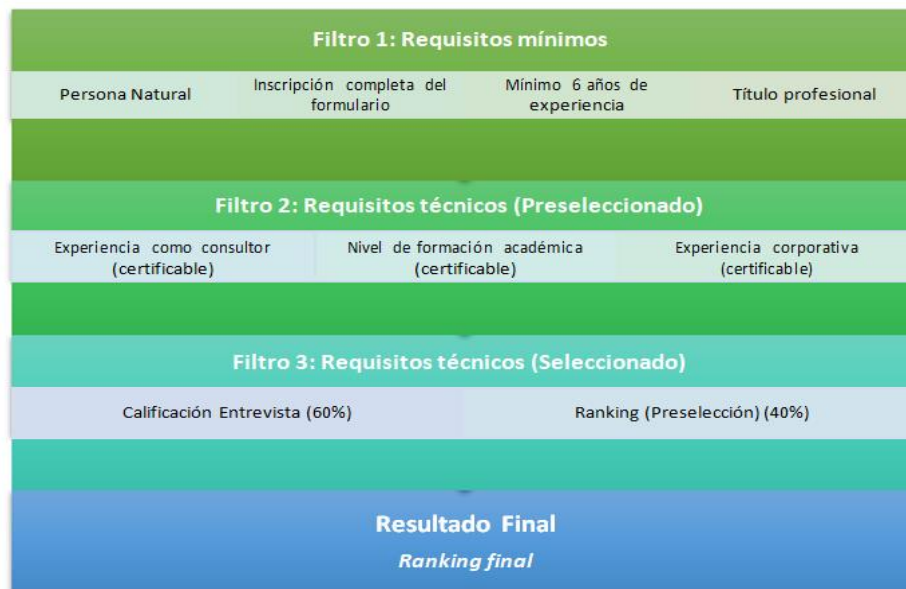 Filtro 1: Requisitos mínimos
Persona Natural
Inscripción completa del
formulario
Mínimo 6 años de
experiencia
Título profesional
Filtro 2: Requisitos técnicos (Preseleccionado)
Experiencia como consultor
(certificable)
Nivel de formación académica
(certificable)
Experiencia corporativa
(certificable)
Filtro 3: Requisitos técnicos (Seleccionado)
Calificación Entrevista (60%)
Ranking (Preselección) (40%)
Resultado Final
Ranking final